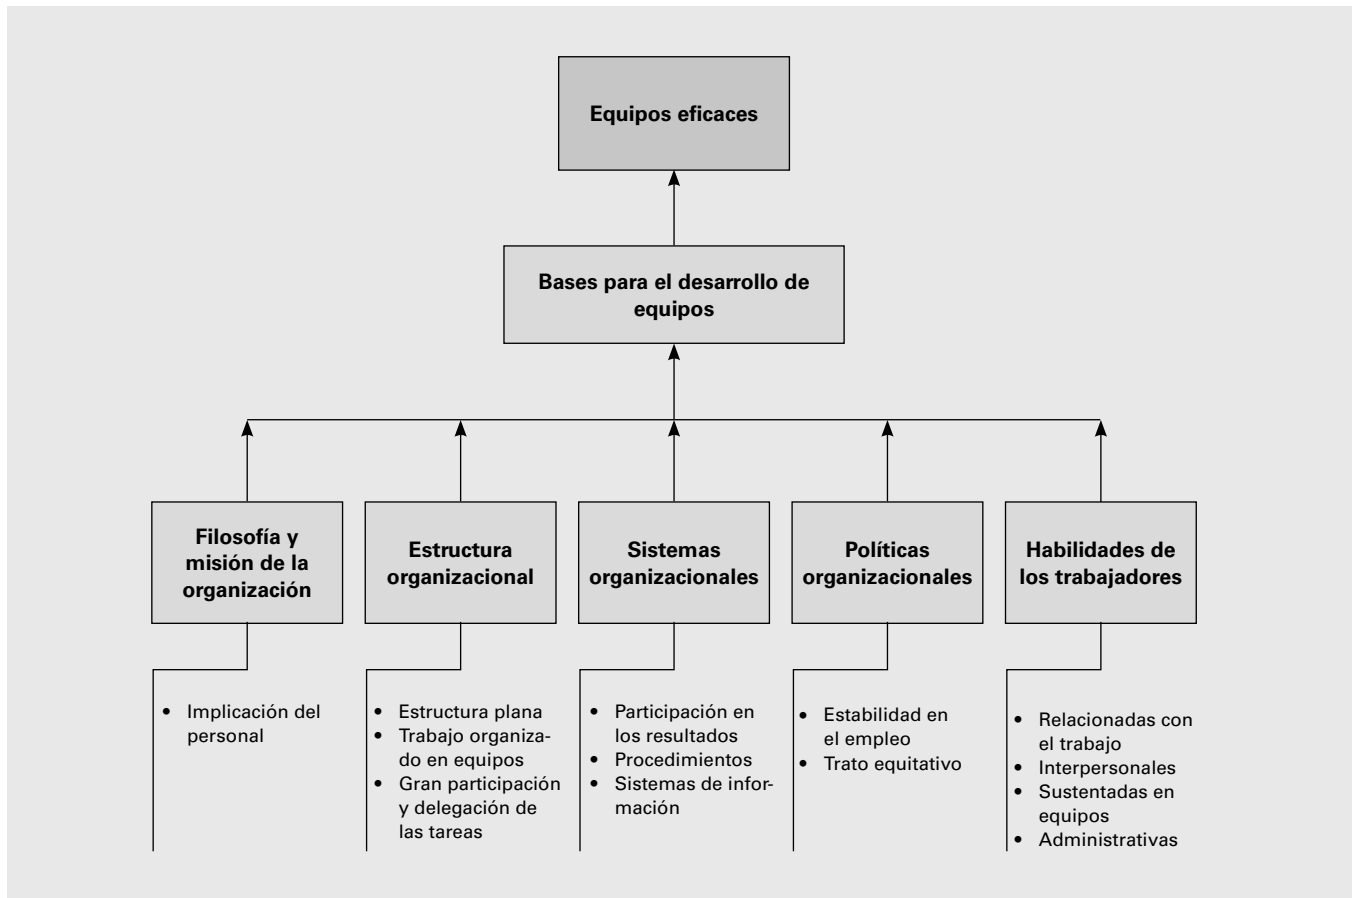 Equipos eficaces
Bases para el desarrollo de
equipos
Filosofía y
misión de la
organización
Estructura
organizacional
Sistemas
organizacionales
Políticas
organizacionales
Habilidades de
los trabajadores
• Implicación del
personal
• Estructura plana
• Trabajo organiza-
do en equipos
• Gran participación
y delegación de
las tareas
• Participación en
los resultados
• Procedimientos
• Sistemas de infor-
mación
• Estabilidad en
el empleo
• Trato equitativo
• Relacionadas con
el trabajo
• Interpersonales
• Sustentadas en
equipos
• Administrativas